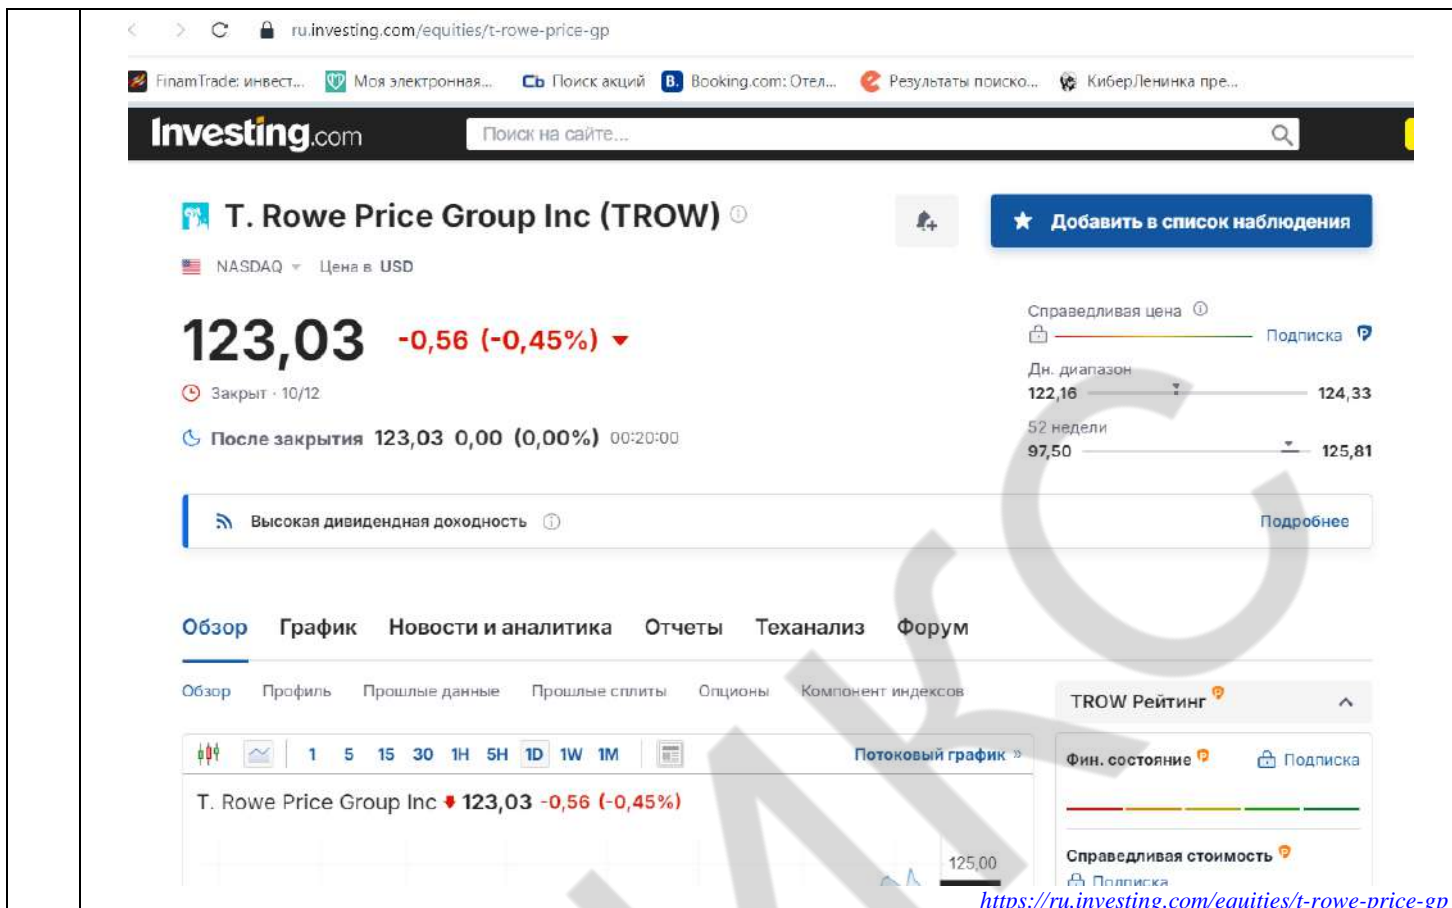 ru.investing.com/equities/t-rowe-price-gp
FinamTrade: инвест... Моя электронная... Сb Поиск акций B. Booking.com: Отел... Результаты поиско... КиберЛенинка пре...
Investing.com Поиск на сайте...
T. Rowe Price Group Inc (TROW)
Добавить в список наблюдения
NASDAQ Цена в USD
123,03 -0,56 (-0,45%)
Закрыт · 10/12
После закрытия 123,03 0,00 (0,00%) 00:20:00
Справедливая цена
Подписка
Дн. диапазон
122,16 124,33
52 недели
97,50 125,81
Высокая дивидендная доходность Подробнее
Обзор График Новости и аналитика Отчеты Теханализ Форум
Обзор Профиль Прошлые данные Прошлые сплиты Опционы Компонент индексов
1 5 15 30 1H 5H 1D 1W 1M Потоковый график »
T. Rowe Price Group Inc 123,03 -0,56 (-0,45%)
125,00
TROW Рейтинг
Фин. состояние Подписка
Справедливая стоимость
Подписка
https://ru.investing.com/equities/t-rowe-price-gp
МКС